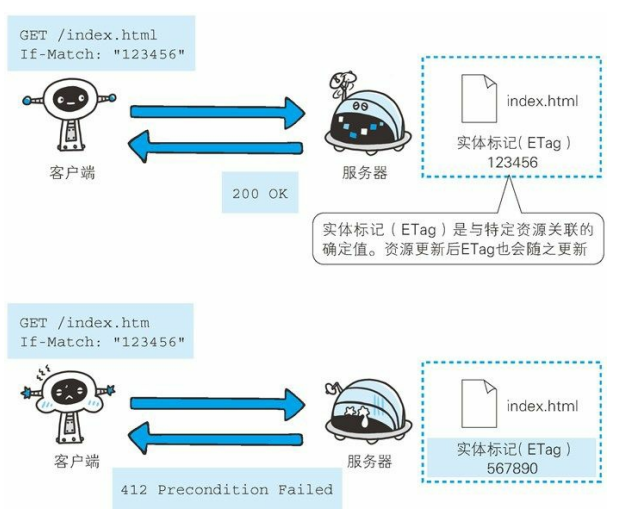 GET /index.html
If-Match: "123456"
客户端
服务器
200 OK
index.html
实体标记( ETag )
123456
实体标记（ETag）是与特定资源关联的
确定值。资源更新后ETag也会随之更新
GET /index.htm
If-Match: "123456"
客户端
服务器
412 Precondition Failed
index.html
实体标记( ETag )
567890